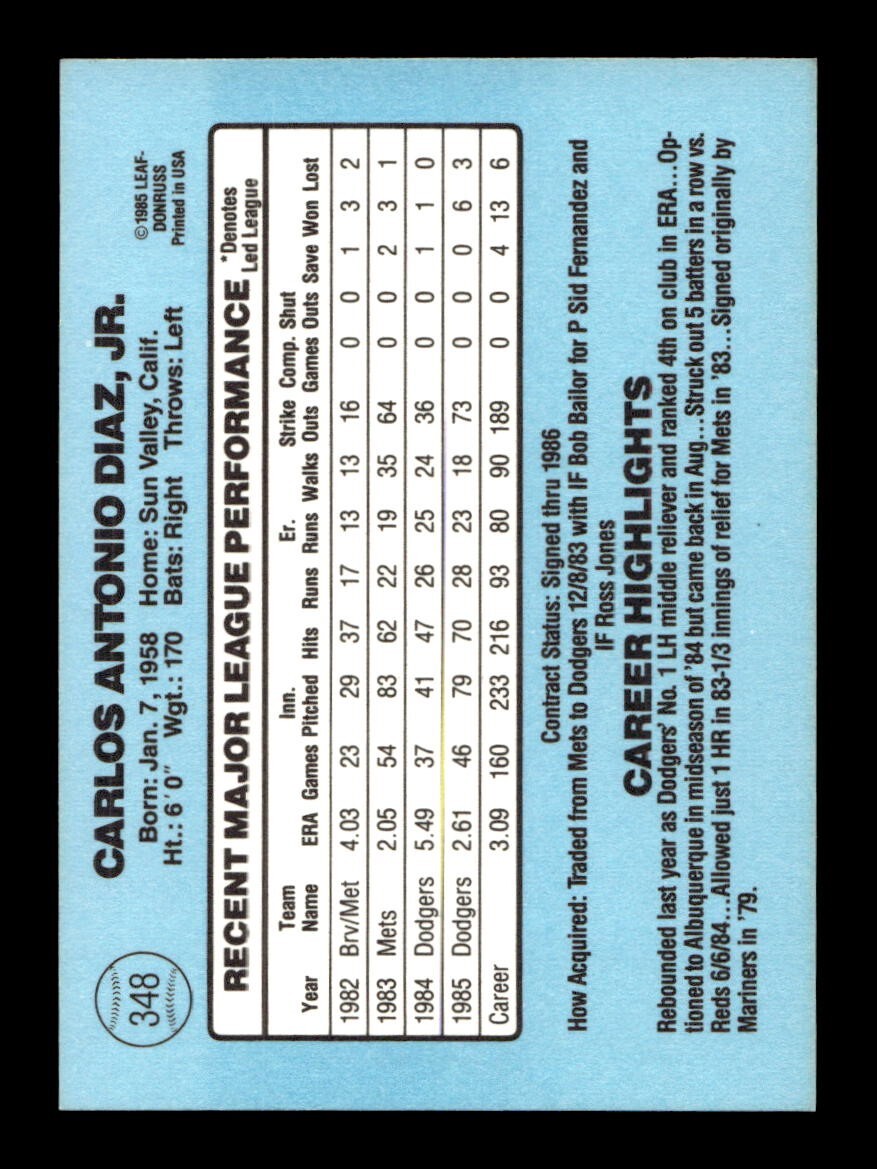 348
CARLOS ANTONIO DIAZ, JR.
Born: Jan. 7, 1958 Home: Sun Valley, Calif.
Ht.: 6'0" Wgt.: 170 Bats: Right Throws: Left
©1985 LEAF-
DONRUSS
Printed in USA
RECENT MAJOR LEAGUE PERFORMANCE
*Denotes
Led League
Team Inn. Er. Strike Comp. Shut
Year Name ERA Games Pitched Hits Runs Runs Walks Outs Games Outs Save Won Lost
1982 Brv/Met 4.03 23 29 37 17 13 13 16 0 0 1 3 2
1983 Mets 2.05 54 83 62 22 19 35 64 0 0 2 3 1
1984 Dodgers 5.49 37 41 47 26 25 24 36 0 0 1 1 0
1985 Dodgers 2.61 46 79 70 28 23 18 73 0 0 0 6 3
Career 3.09 160 233 216 93 80 90 189 0 0 4 13 6
Contract Status: Signed thru 1986
How Acquired: Traded from Mets to Dodgers 12/8/83 with IF Bob Bailor for P Sid Fernandez and
IF Ross Jones
CAREER HIGHLIGHTS
Rebounded last year as Dodgers' No. 1 LH middle reliever and ranked 4th on club in ERA...Op-
tioned to Albuquerque in midseason of '84 but came back in Aug...Struck out 5 batters in a row vs.
Reds 6/6/84...Allowed just 1 HR in 83-1/3 innings of relief for Mets in '83...Signed originally by
Mariners in '79.